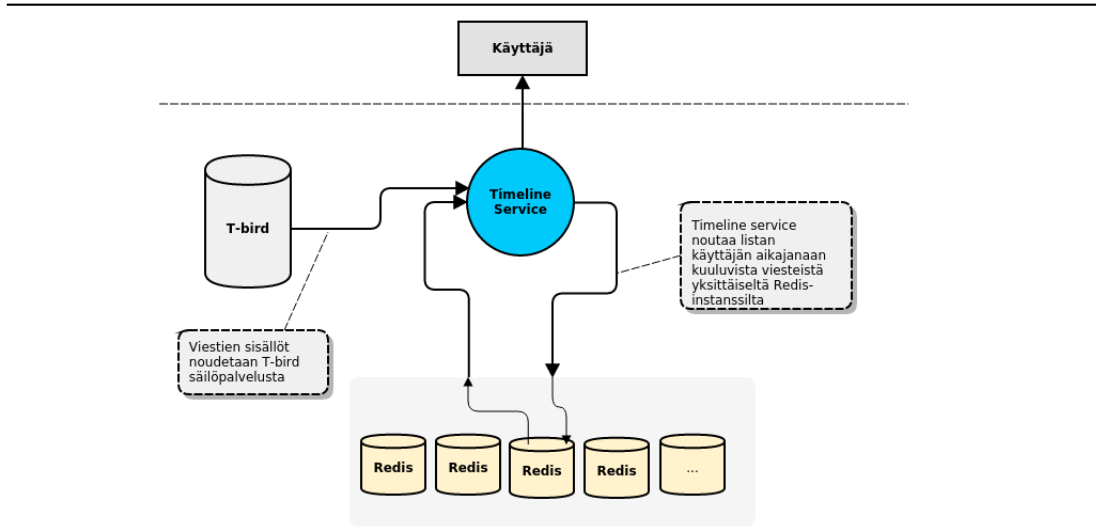 Käyttäjä
T-bird
Timeline
Service
Timeline service
noutaa listan
käyttäjän aikajanaan
kuuluvista viesteistä
yksittäiseltä Redis-
instanssilta
Viestien sisällöt
noudetaan T-bird
säilöpalvelusta
Redis
Redis
Redis
Redis
...